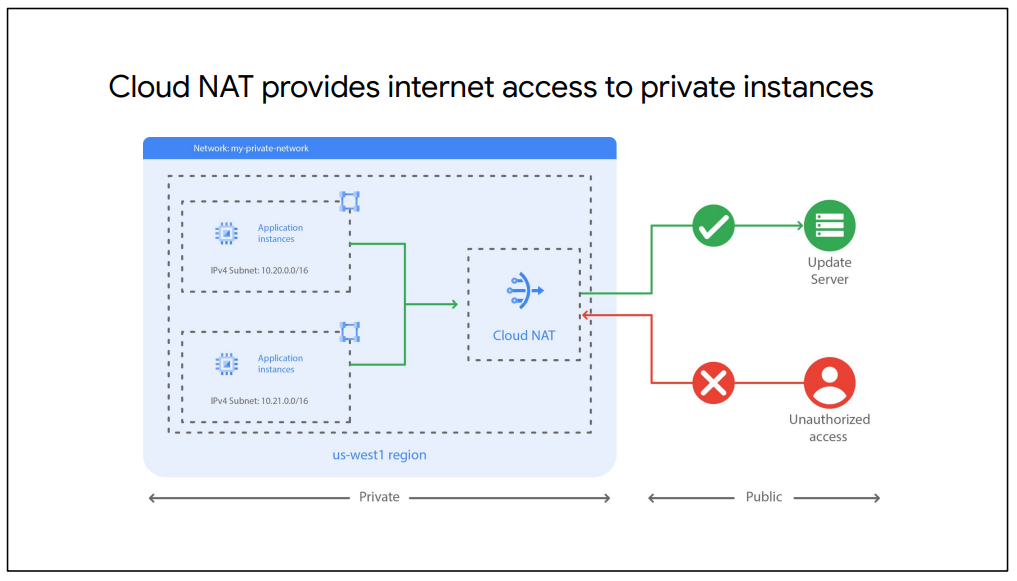 Cloud NAT provides internet access to private instances
Network: my-private-network
Application
instances
IPv4 Subnet: 10.20.0.0/16
Application
instances
IPv4 Subnet: 10.21.0.0/16
Cloud NAT
us-west1 region
Update
Server
Unauthorized
access
Private
Public